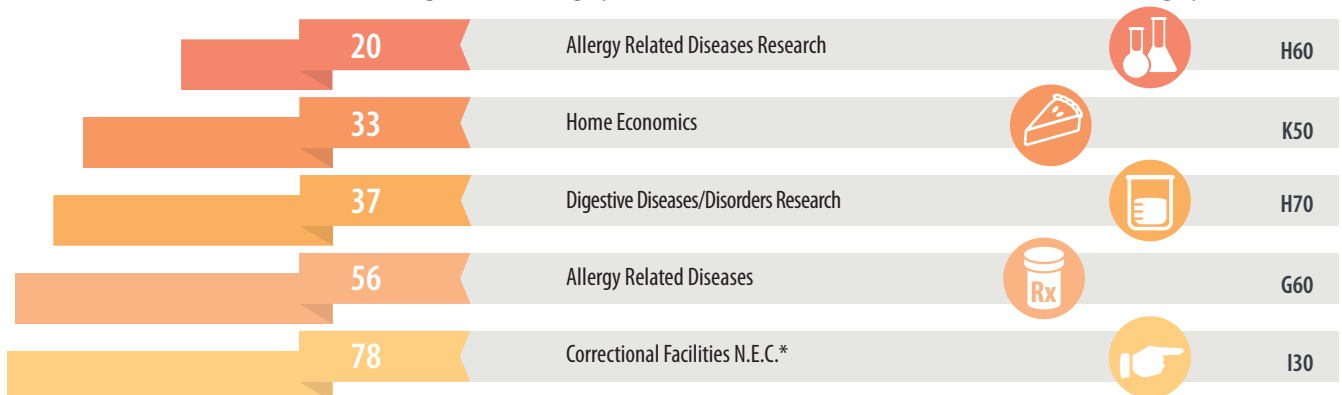 20 Allergy Related Diseases Research H60
33 Home Economics K50
37 Digestive Diseases/Disorders Research H70
56 Allergy Related Diseases Rx G60
78 Correctional Facilities N.E.C.* I30